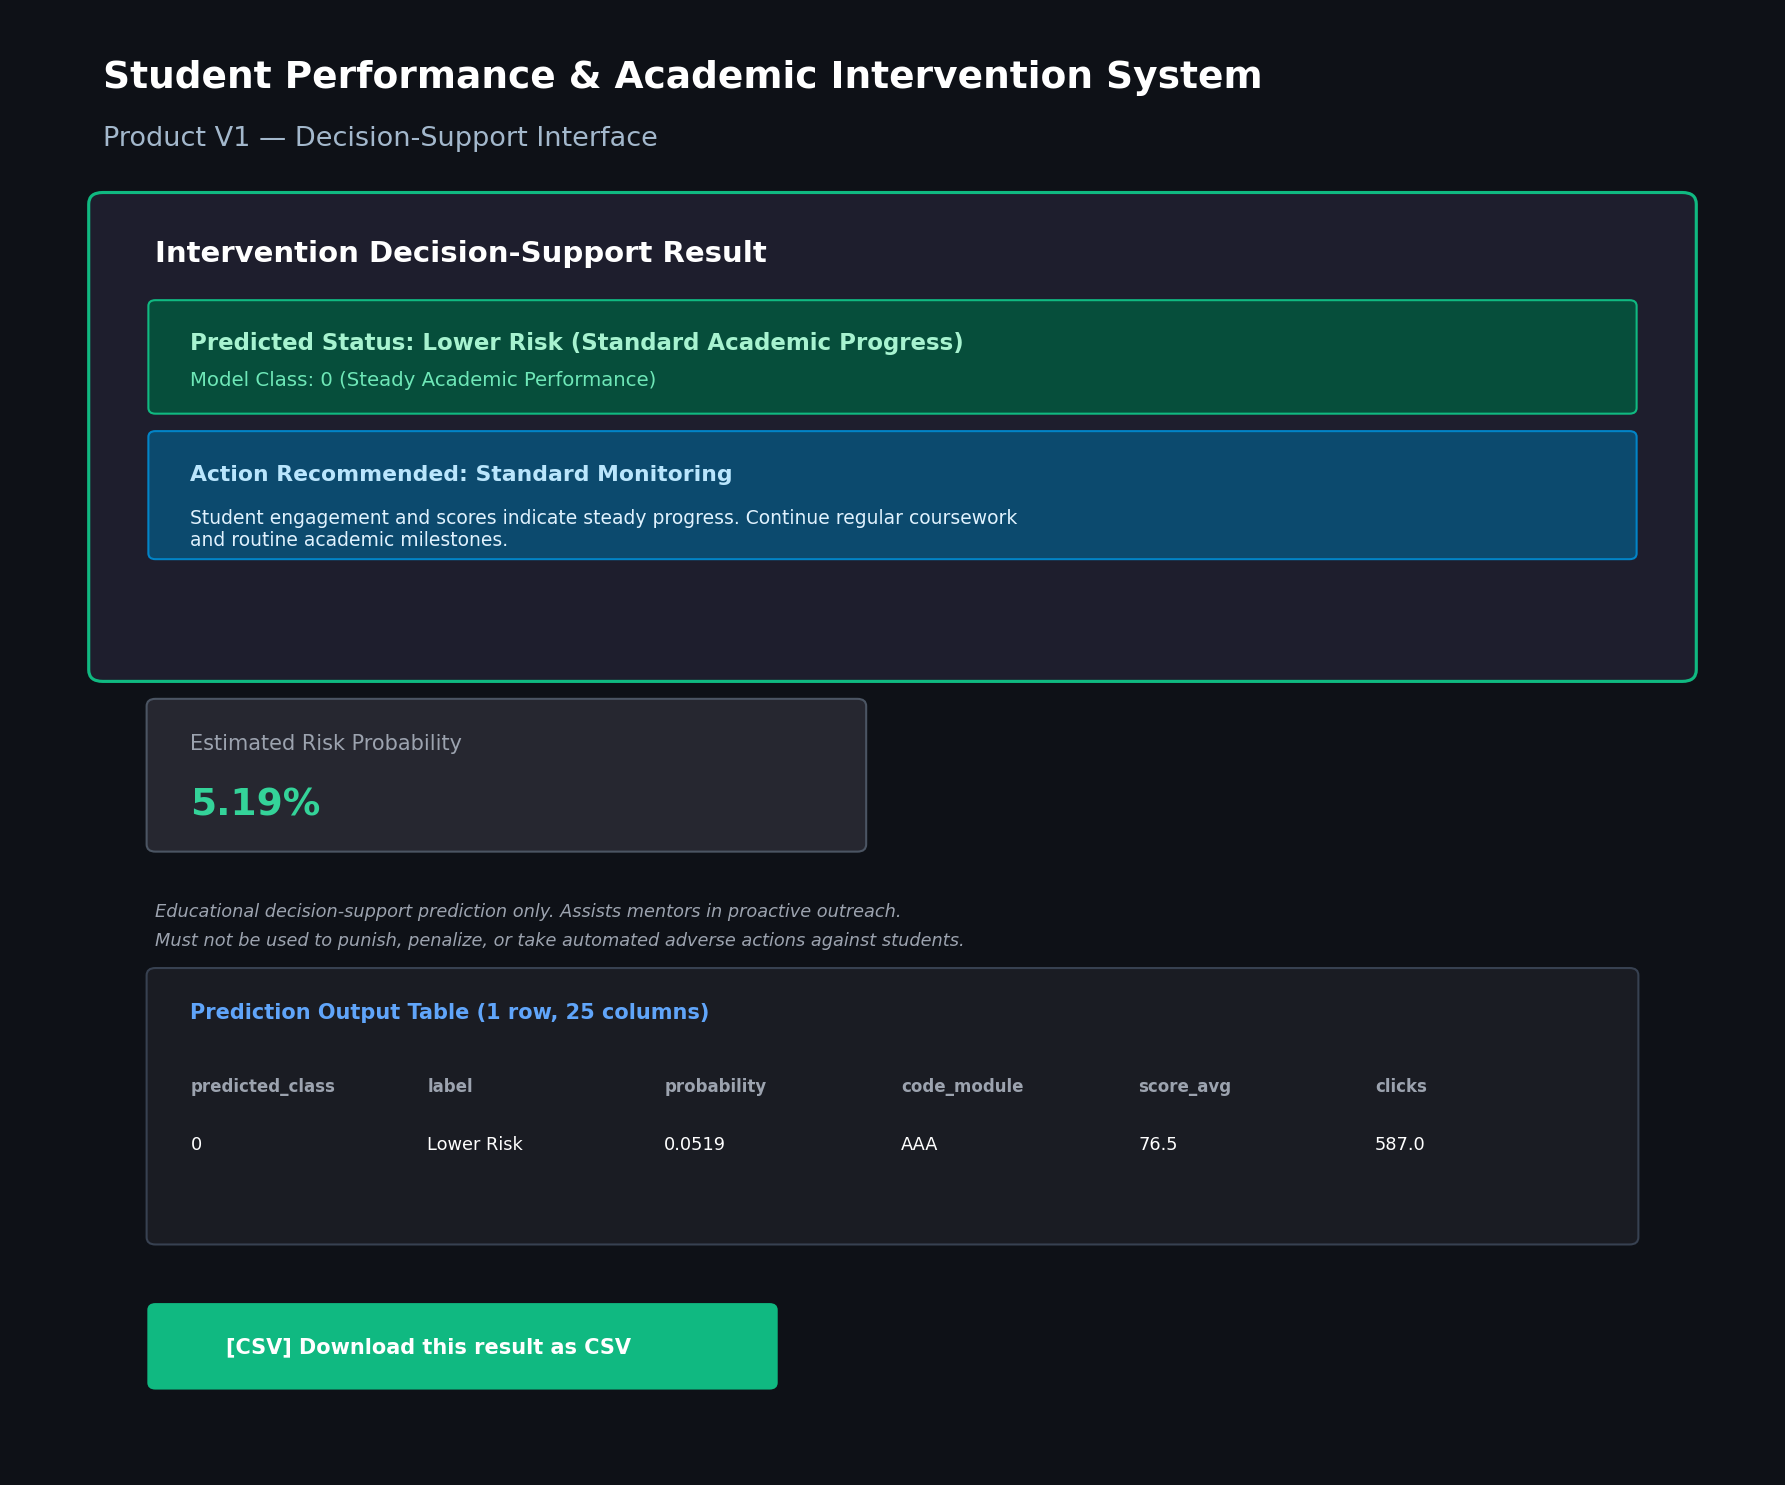 Student Performance & Academic Intervention System
Product V1 — Decision-Support Interface
Intervention Decision-Support Result
Predicted Status: Lower Risk (Standard Academic Progress)
Model Class: 0 (Steady Academic Performance)
Action Recommended: Standard Monitoring
Student engagement and scores indicate steady progress. Continue regular coursework
and routine academic milestones.
Estimated Risk Probability
5.19%
Educational decision-support prediction only. Assists mentors in proactive outreach.
Must not be used to punish, penalize, or take automated adverse actions against students.
Prediction Output Table (1 row, 25 columns)
predicted_class label probability code_module score_avg clicks
0 Lower Risk 0.0519 AAA 76.5 587.0
[CSV] Download this result as CSV